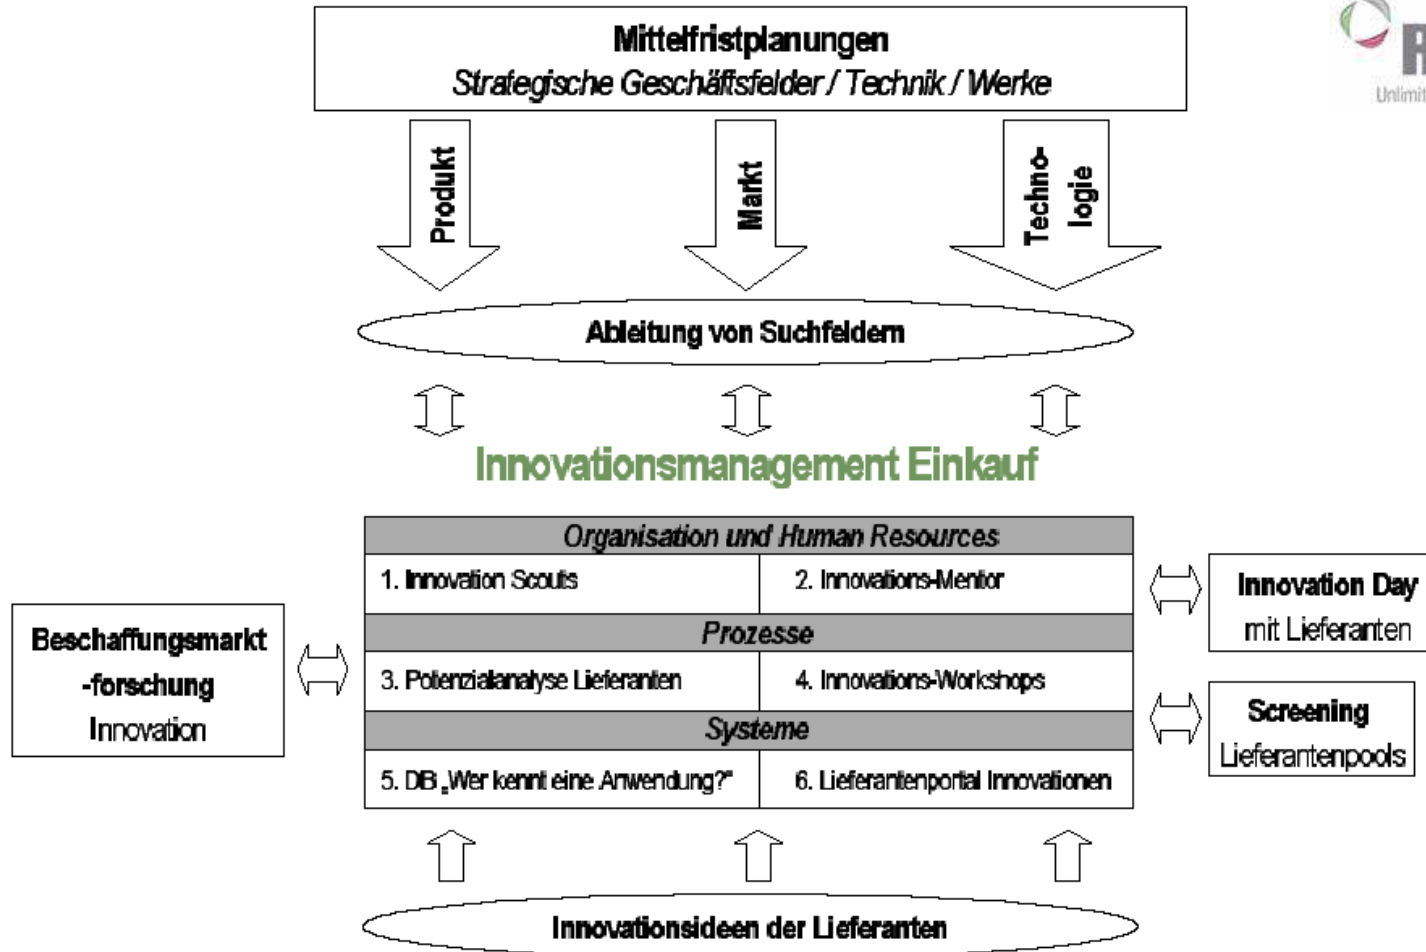 Mittelfristplanungen
Strategische Geschäftsfelder / Technik / Werke
Unlimit
Produkt
Markt
Techno-
logie
Ableitung von Suchfeldern
Innovationsmanagement Einkauf
Organisation und Human Resources
1. Innovation Scouts
2. Innovations-Mentor
Prozesse
3. Potenzialanalyse Lieferanten
4. Innovations-Workshops
Systeme
5. DB „Wer kennt eine Anwendung?"
6. Lieferantenportal Innovationen
Beschaffungsmarkt
-forschung
Innovation
Innovation Day
mit Lieferanten
Screening
Lieferantenpools
Innovationsideen der Lieferanten